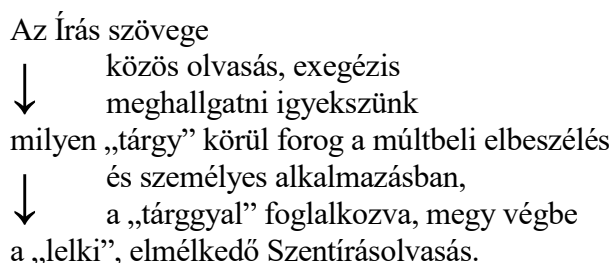 Az Írás szövege
közös olvasás, exegézis
meghallgatni igyekszünk
milyen „tárgy” körül forog a múltbeli elbeszélés
és személyes alkalmazásban,
a „tárggyal” foglalkozva, megy végbe
a „lelki”, elmélkedő Szentírásolvasás.